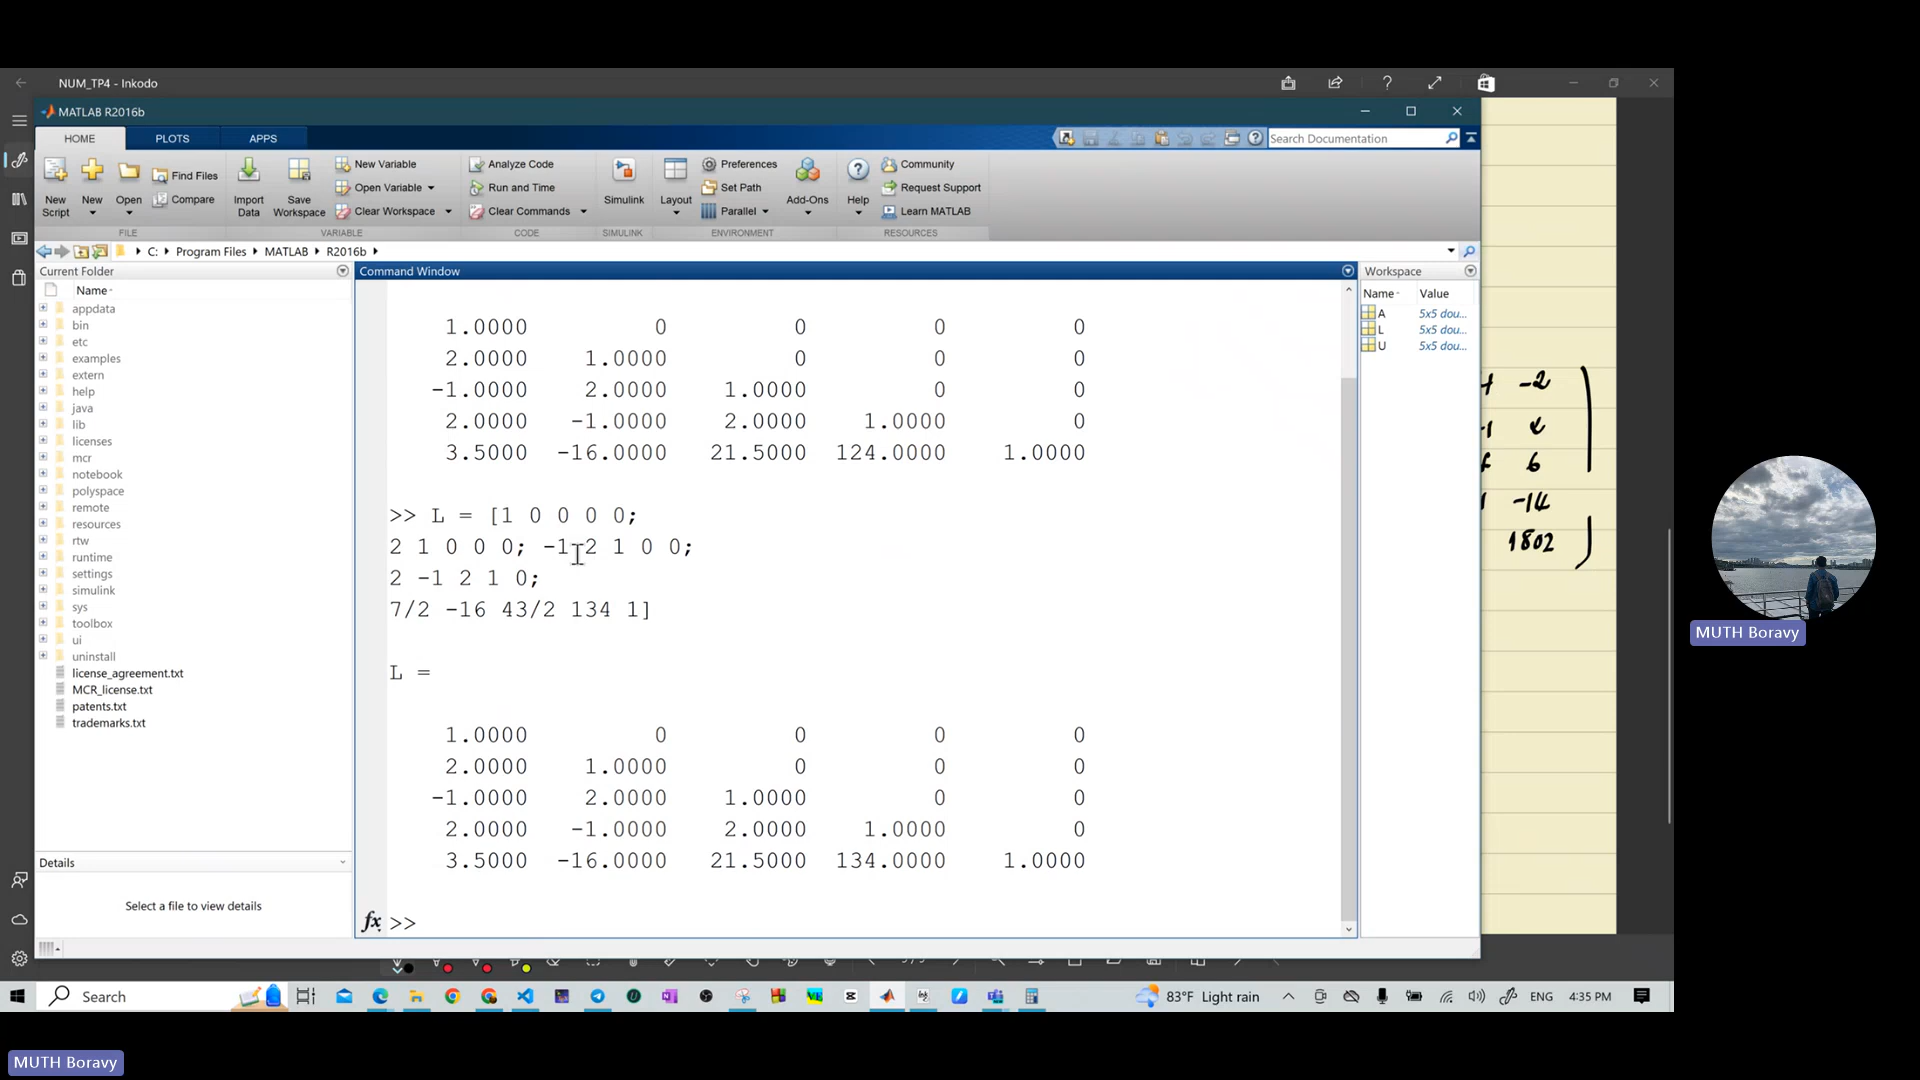 NUM_TP4 - Inkodo
MATLAB R2016b
HOME PLOTS APPS
Search Documentation
New Script
New
Open
Find Files
Compare
Import Data
Save Workspace
New Variable
Open Variable
Clear Workspace
Analyze Code
Run and Time
Clear Commands
Simulink
Layout
Preferences
Set Path
Parallel
Add-Ons
Help
Community
Request Support
Learn MATLAB
FILE VARIABLE CODE SIMULINK ENVIRONMENT RESOURCES
C: Program Files MATLAB R2016b
Current Folder
Name
appdata
bin
etc
examples
extern
help
java
lib
licenses
mcr
notebook
polyspace
remote
resources
rtw
runtime
settings
simulink
sys
toolbox
ui
uninstall
license_agreement.txt
MCR_license.txt
patents.txt
trademarks.txt
Details
Select a file to view details
Command Window
1.0000 0 0 0 0
2.0000 1.0000 0 0 0
-1.0000 2.0000 1.0000 0 0
2.0000 -1.0000 2.0000 1.0000 0
3.5000 -16.0000 21.5000 124.0000 1.0000
>> L = [1 0 0 0 0;
2 1 0 0 0; -1 2 1 0 0;
2 -1 2 1 0;
7/2 -16 43/2 134 1]
L =
1.0000 0 0 0 0
2.0000 1.0000 0 0 0
-1.0000 2.0000 1.0000 0 0
2.0000 -1.0000 2.0000 1.0000 0
3.5000 -16.0000 21.5000 134.0000 1.0000
fx >>
Workspace
Name Value
A 5x5 dou...
L 5x5 dou...
U 5x5 dou...
-2
6
-14
1802
MUTH Boravy
Search
83°F Light rain
ENG
4:35 PM
MUTH Boravy